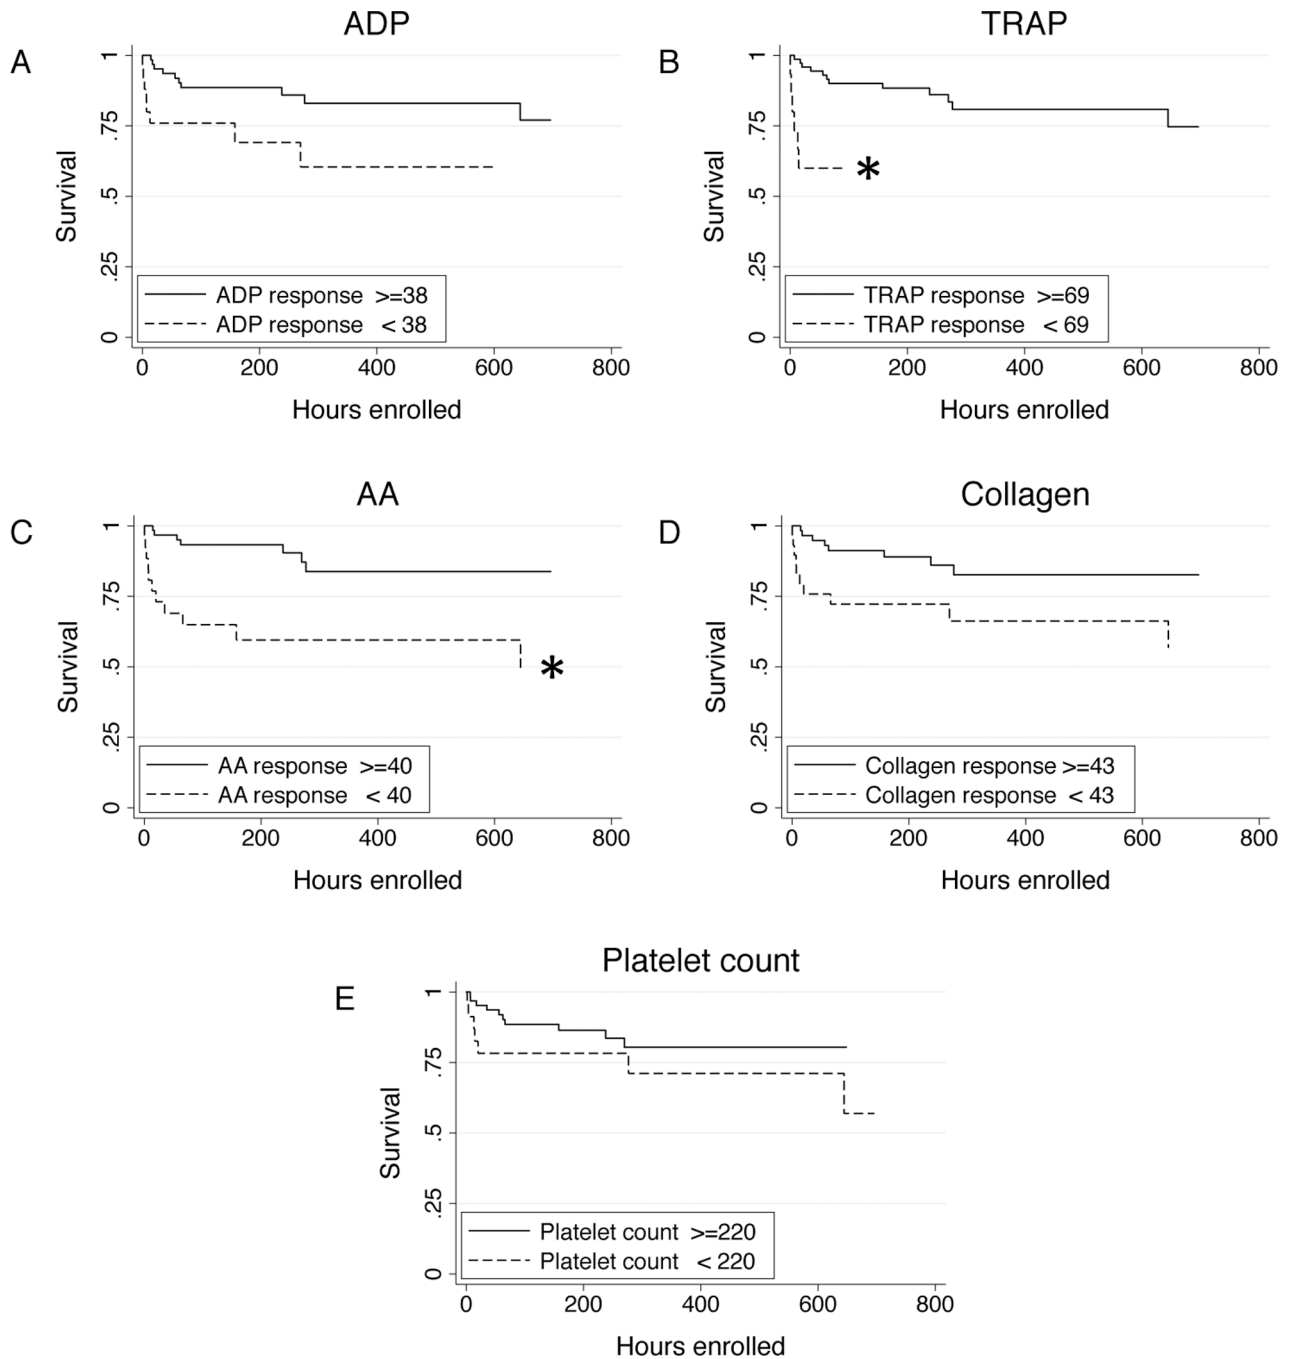 ADP
A
1
.75
.5
.25
0
Survival
ADP response >=38
ADP response < 38
0 200 400 600 800
Hours enrolled
TRAP
B
1
.75
.5
.25
0
Survival
TRAP response >=69
TRAP response < 69
0 200 400 600 800
Hours enrolled
*
AA
C
1
.75
.5
.25
0
Survival
AA response >=40
AA response < 40
0 200 400 600 800
Hours enrolled
*
Collagen
D
1
.75
.5
.25
0
Survival
Collagen response >=43
Collagen response < 43
0 200 400 600 800
Hours enrolled
Platelet count
E
1
.75
.5
.25
0
Survival
Platelet count >=220
Platelet count < 220
0 200 400 600 800
Hours enrolled